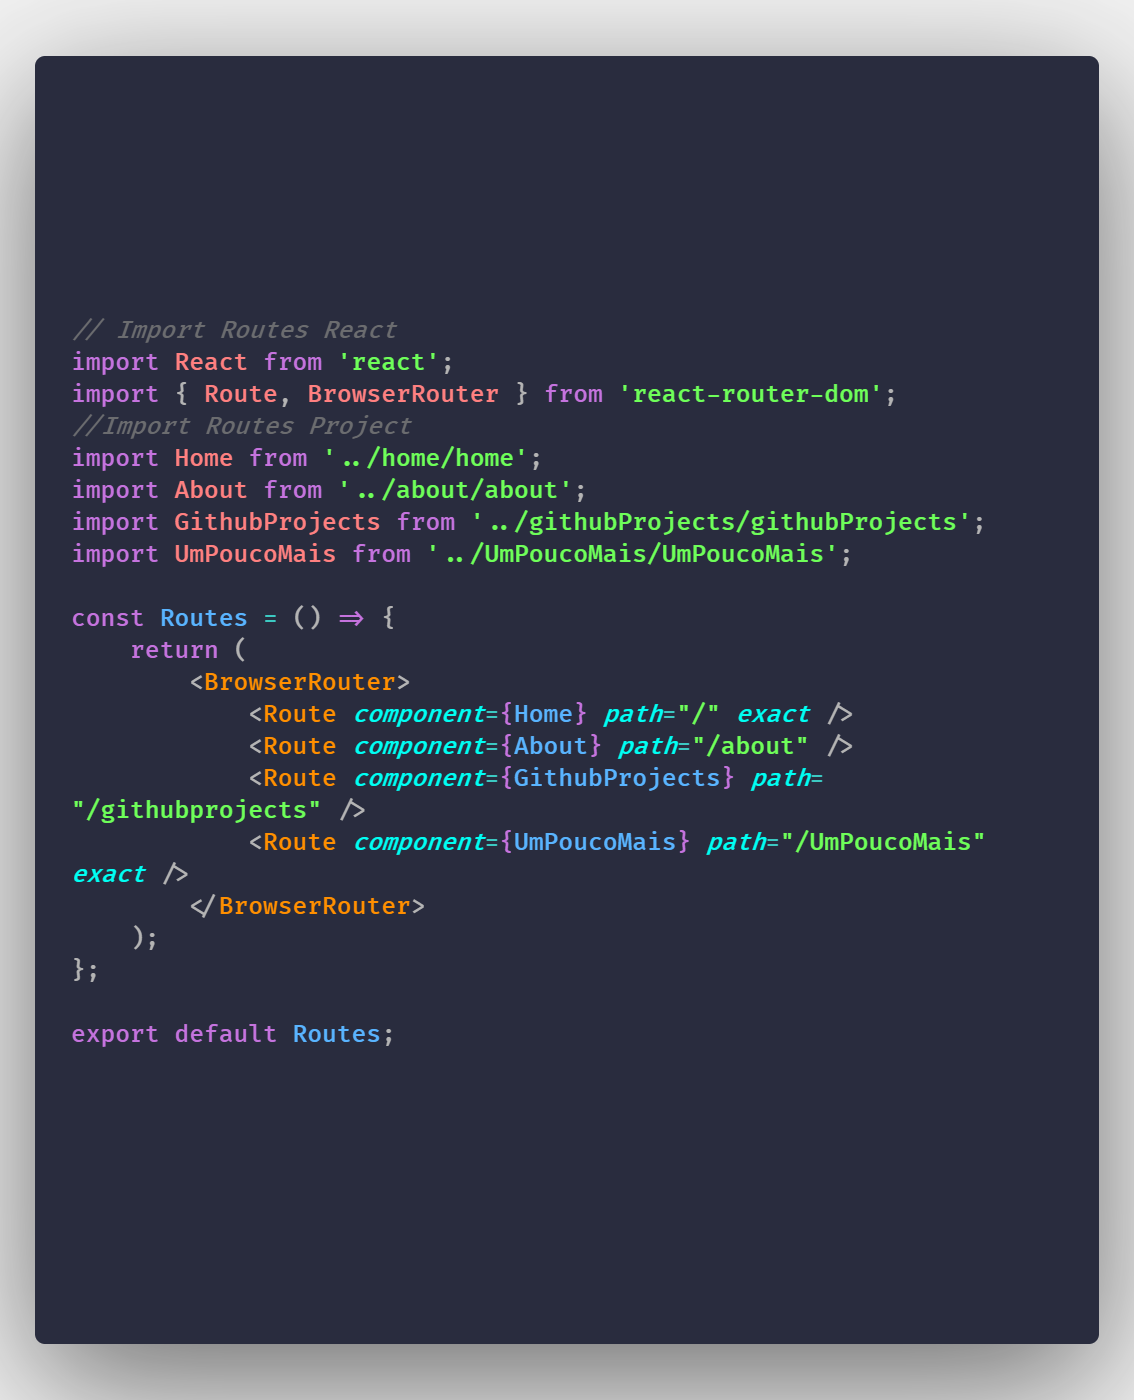 // Import Routes React
import React from 'react';
import { Route, BrowserRouter } from 'react-router-dom';
//Import Routes Project
import Home from '../home/home';
import About from '../about/about';
import GithubProjects from '../githubProjects/githubProjects';
import UmPoucoMais from '../UmPoucoMais/UmPoucoMais';

const Routes = () => {
    return (
        <BrowserRouter>
            <Route component={Home} path="/" exact />
            <Route component={About} path="/about" />
            <Route component={GithubProjects} path=
"/githubprojects" />
            <Route component={UmPoucoMais} path="/UmPoucoMais"
exact />
        </BrowserRouter>
    );
};

export default Routes;